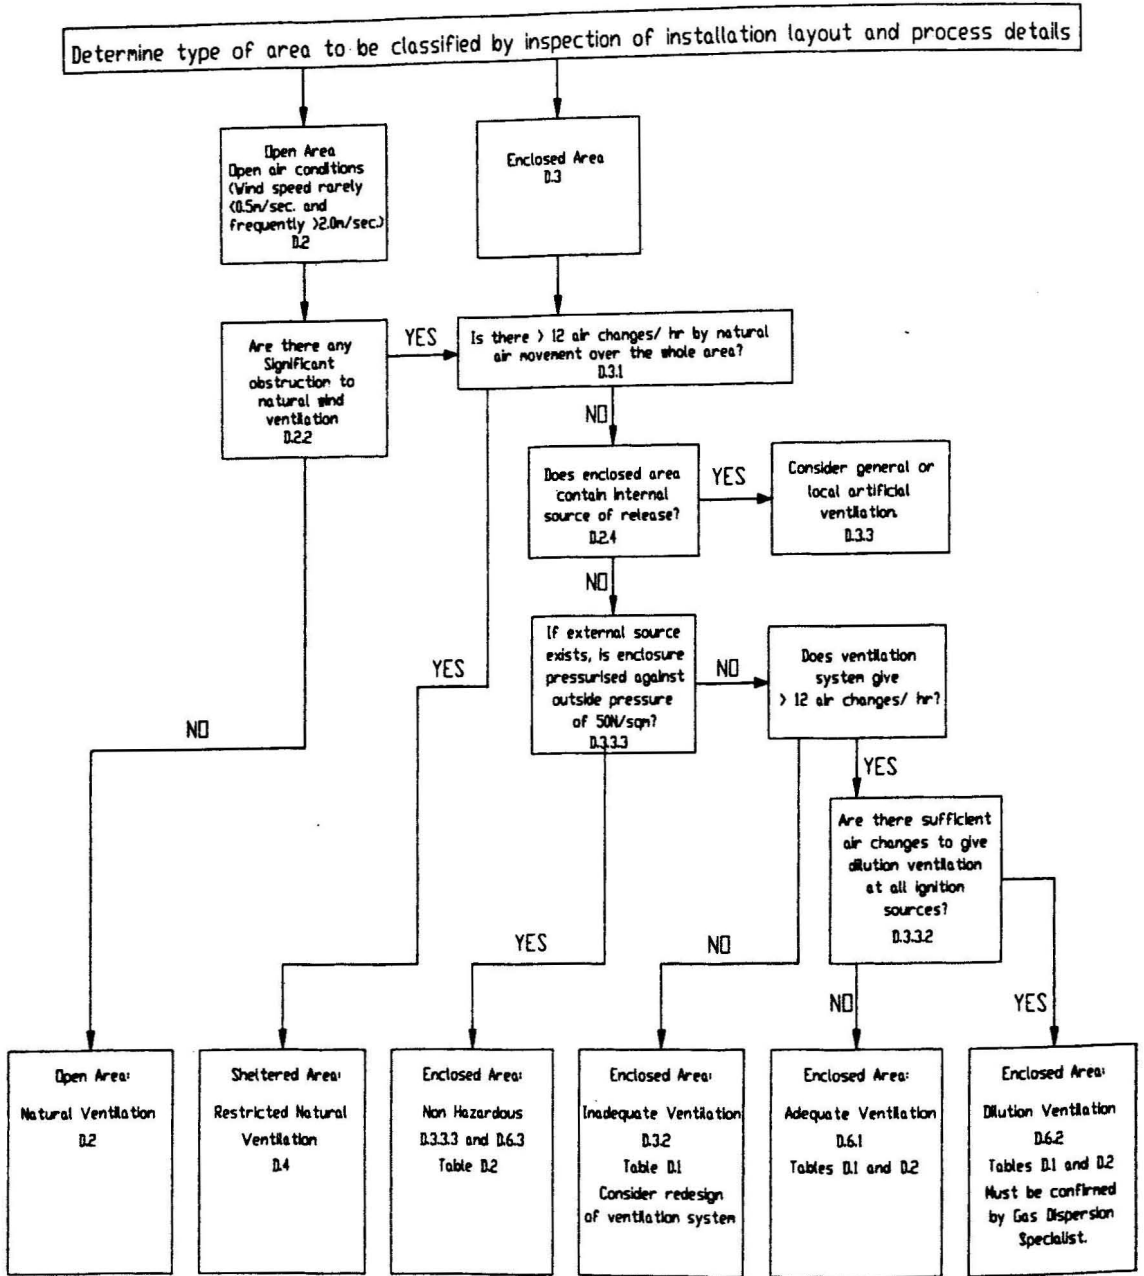 Determine type of area to be classified by inspection of installation layout and process details
Open Area
Open air conditions
(Wind speed rarely
<0.5m/sec. and
frequently >2.0m/sec.)
D.2
Enclosed Area
D.3
Are there any
Significant
obstruction to
natural wind
ventilation
D.2.2
YES
Is there > 12 air changes/ hr by natural
air movement over the whole area?
D.3.1
NO
Does enclosed area
contain internal
source of release?
D.2.4
YES
Consider general or
local artificial
ventilation.
D.3.3
NO
If external source
exists, is enclosure
pressurised against
outside pressure
of 50N/sqm?
D.3.3.3
NO
Does ventilation
system give
> 12 air changes/ hr?
YES
NO
YES
Are there sufficient
air changes to give
dilution ventilation
at all ignition
sources?
D.3.3.2
YES
NO
NO
YES
Open Area:
Natural Ventilation
D.2
Sheltered Area:
Restricted Natural
Ventilation
D.4
Enclosed Area:
Non Hazardous
D.3.3.3 and D.6.3
Table D.2
Enclosed Area:
Inadequate Ventilation
D.3.2
Table D.1
Consider redesign
of ventilation system
Enclosed Area:
Adequate Ventilation
D.6.1
Tables D.1 and D.2
Enclosed Area:
Dilution Ventilation
D.6.2
Tables D.1 and D.2
Must be confirmed
by Gas Dispersion
Specialist.